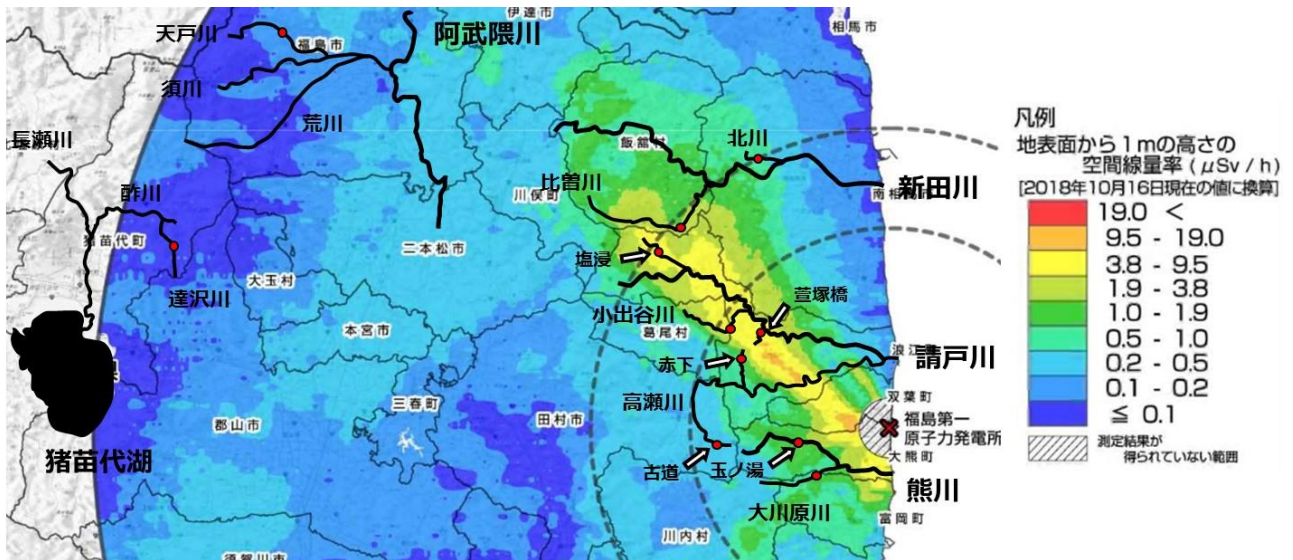 伊達市
相馬市
天戸川
福島市
阿武隈川
須川
荒川
長瀬川
飯舘村
北川
酢川
川俣町
比曽川
新田川
南相馬市
猪苗代町
二本松市
塩浸
大玉村
達沢川
萱塚橋
小出谷川
本宮市
葛尾村
浪江町
請戸川
赤下
双葉町
三春町
高瀬川
福島第一
原子力発電所
郡山市
田村市
大熊町
猪苗代湖
古道
玉ノ湯
熊川
大川原川
富岡町
川内村
須賀川市
凡例
地表面から1mの高さの
空間線量率 (μSv / h)
[2018年10月16日現在の値に換算]
19.0 <
9.5 - 19.0
3.8 - 9.5
1.9 - 3.8
1.0 - 1.9
0.5 - 1.0
0.2 - 0.5
0.1 - 0.2
≦ 0.1
測定結果が
得られていない範囲